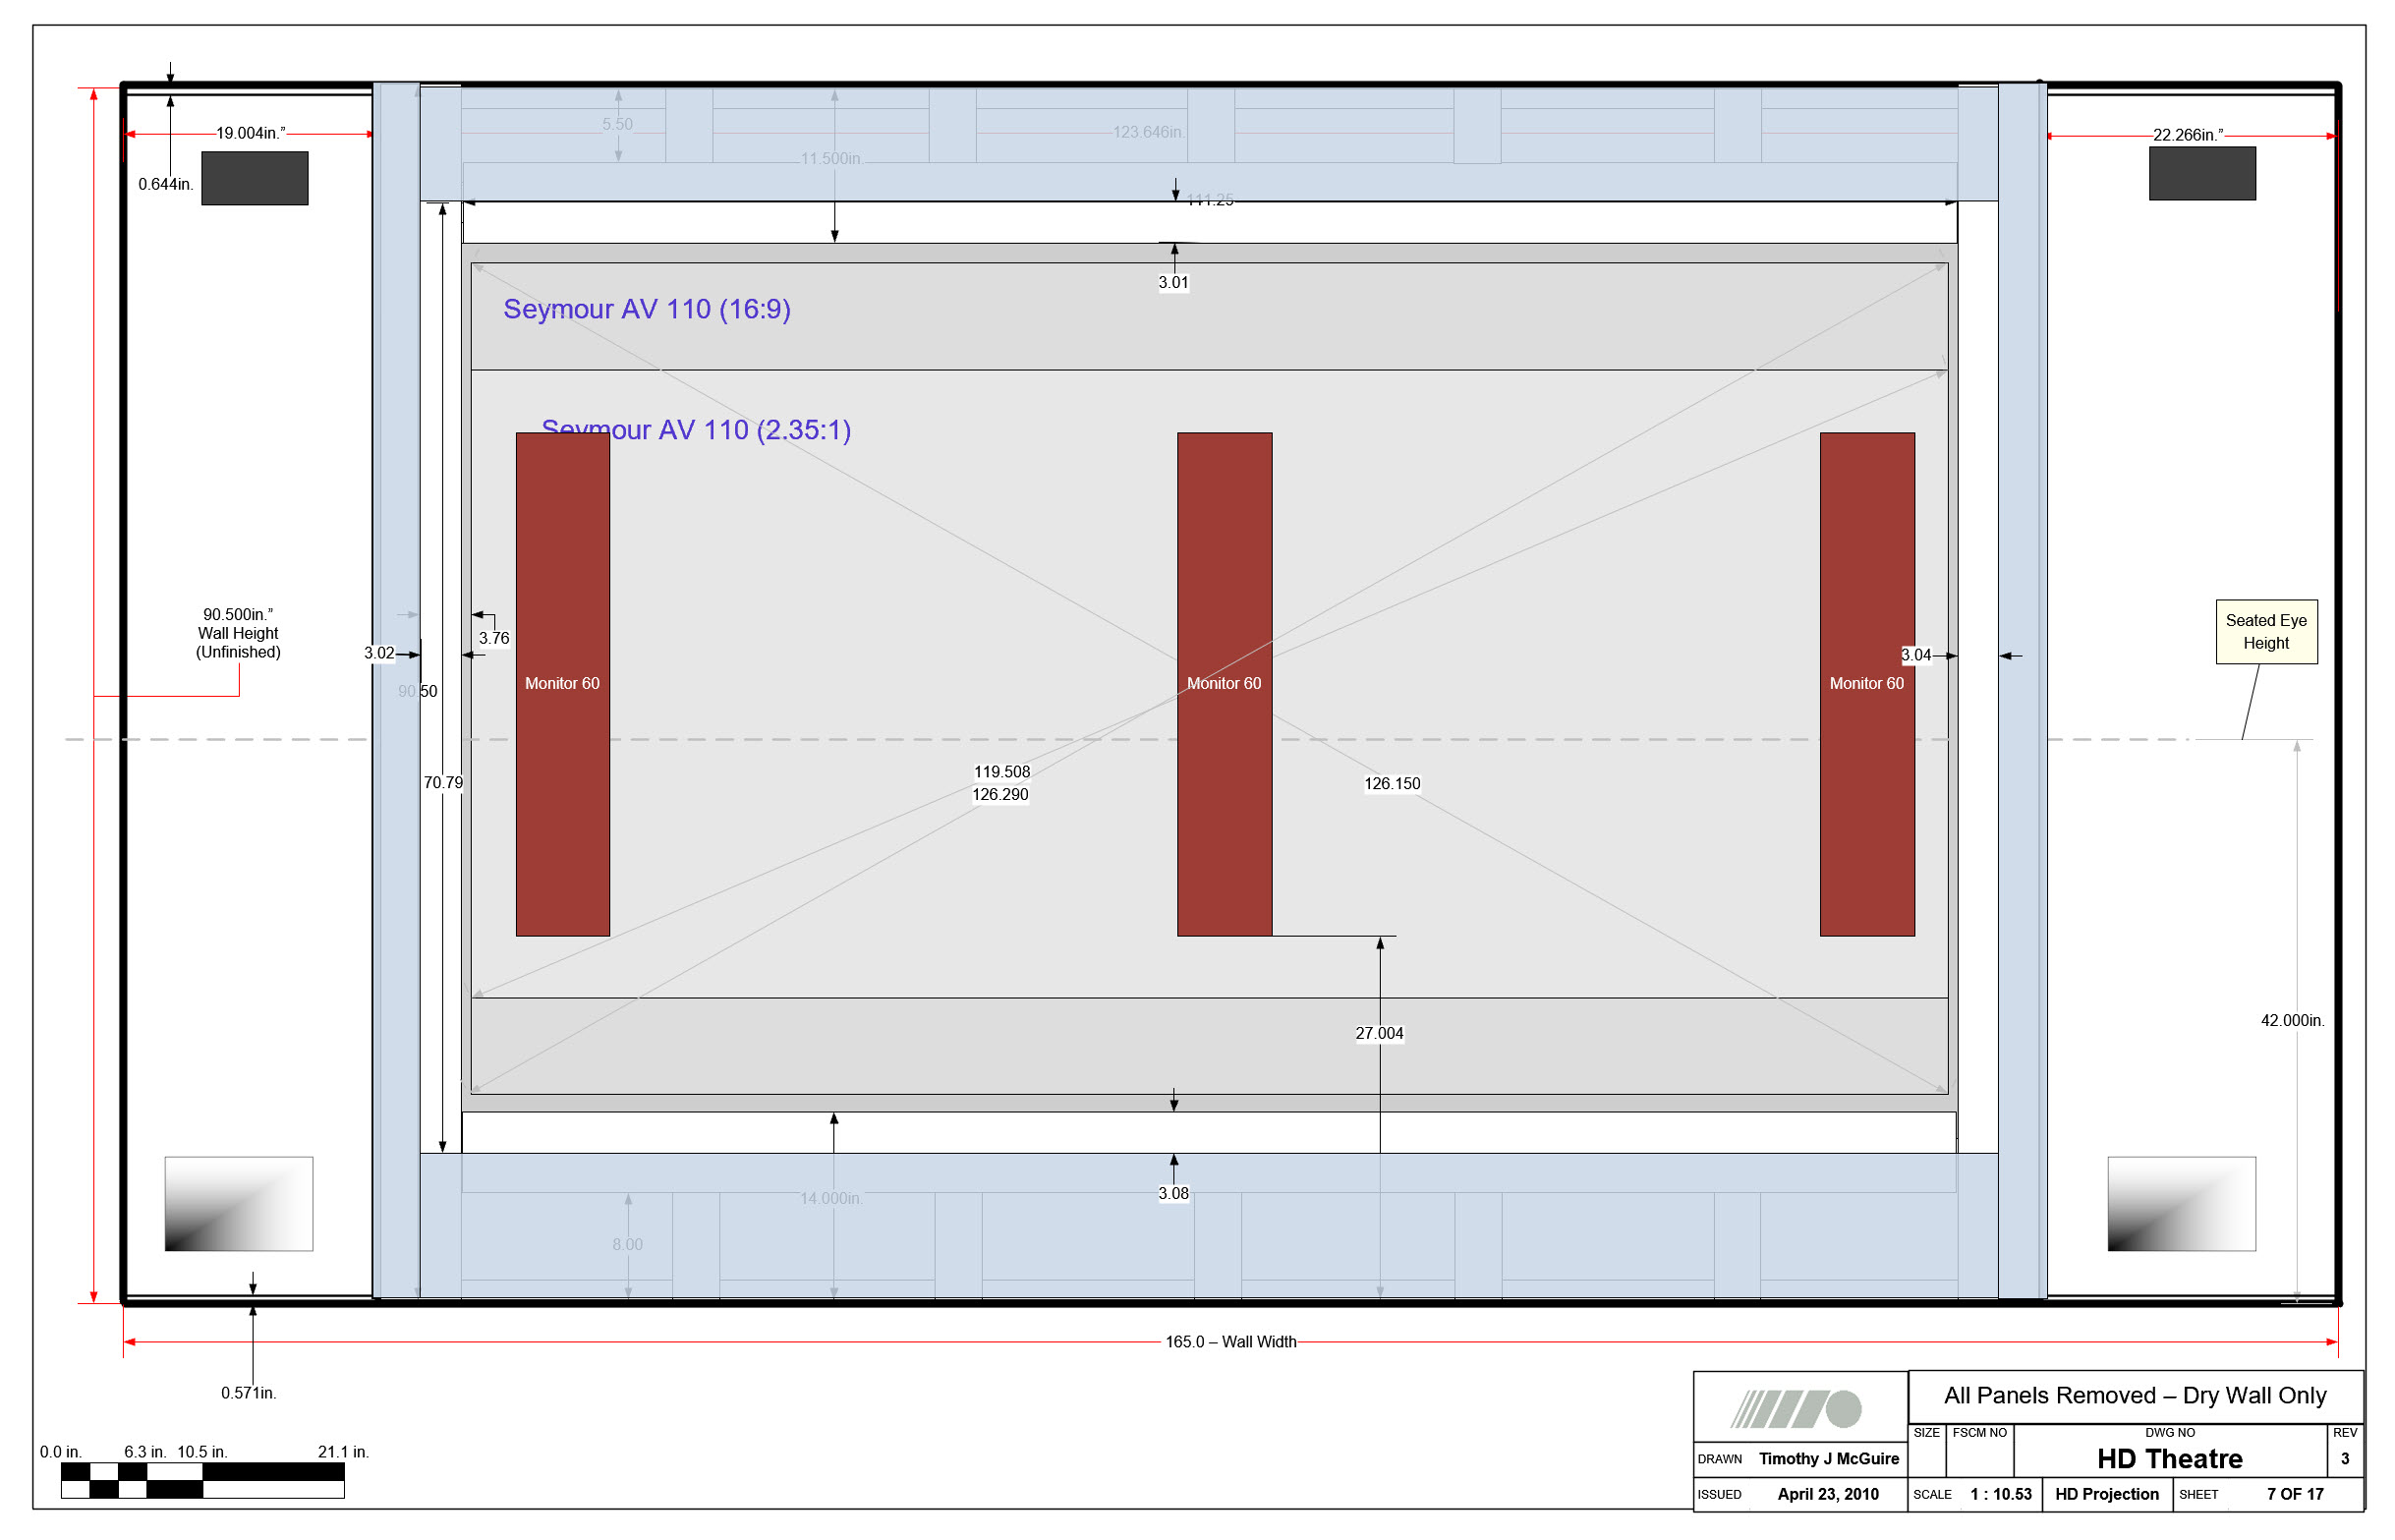 19.004in.”
5.50
123.646in.
22.266in.”
11.500in.
0.644in.
111.25
3.01
Seymour AV 110 (16:9)
Seymour AV 110 (2.35:1)
90.500in.”
Wall Height
(Unfinished)
3.76
3.02
3.04
90.50
Seated Eye
Height
Monitor 60
Monitor 60
Monitor 60
70.79
119.508
126.290
126.150
27.004
42.000in.
3.08
14.000in.
8.00
165.0 – Wall Width
0.571in.
0.0 in. 6.3 in. 10.5 in. 21.1 in.
All Panels Removed – Dry Wall Only
SIZE FSCM NO DWG NO REV
HD Theatre 3
DRAWN Timothy J McGuire
ISSUED April 23, 2010
SCALE 1 : 10.53 HD Projection SHEET 7 OF 17